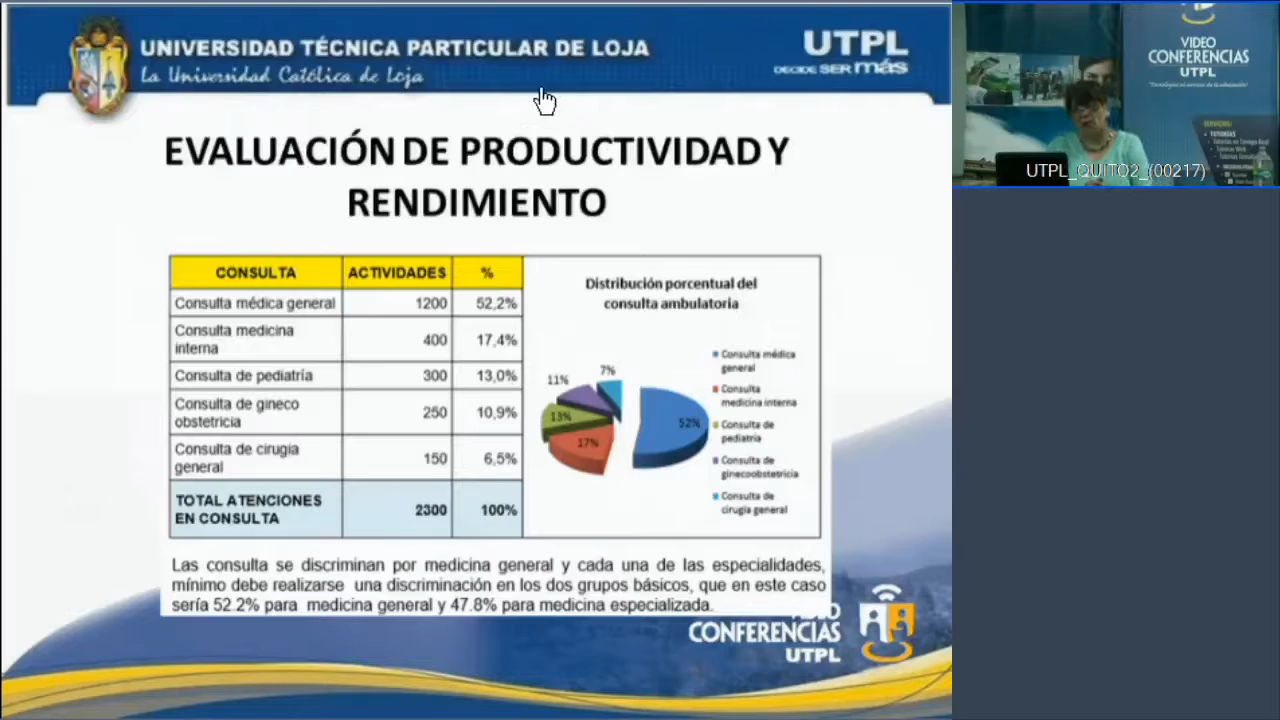 UNIVERSIDAD TÉCNICA PARTICULAR DE LOJA
La Universidad Católica de Loja
UTPL
DECIDE SER más
EVALUACIÓN DE PRODUCTIVIDAD Y
RENDIMIENTO
CONSULTA ACTIVIDADES %
Consulta médica general 1200 52,2%
Consulta medicina
interna 400 17,4%
Consulta de pediatría 300 13,0%
Consulta de gineco
obstetricia 250 10,9%
Consulta de cirugia
general 150 6,5%
TOTAL ATENCIONES
EN CONSULTA 2300 100%
Distribución porcentual del
consulta ambulatoria
7%
11%
13%
17%
52%
Consulta médica
general
Consulta
medicina interna
Consulta de
pediatria
Consulta de
ginecoobstetricia
Consulta de
cirugia general
Las consulta se discriminan por medicina general y cada una de las especialidades,
mínimo debe realizarse una discriminación en los dos grupos básicos, que en este caso
sería 52.2% para medicina general y 47.8% para medicina especializada.
CONFERENCIAS
UTPL
VIDEO
CONFERENCIAS
UTPL
UTPL_QUITO2_(00217)